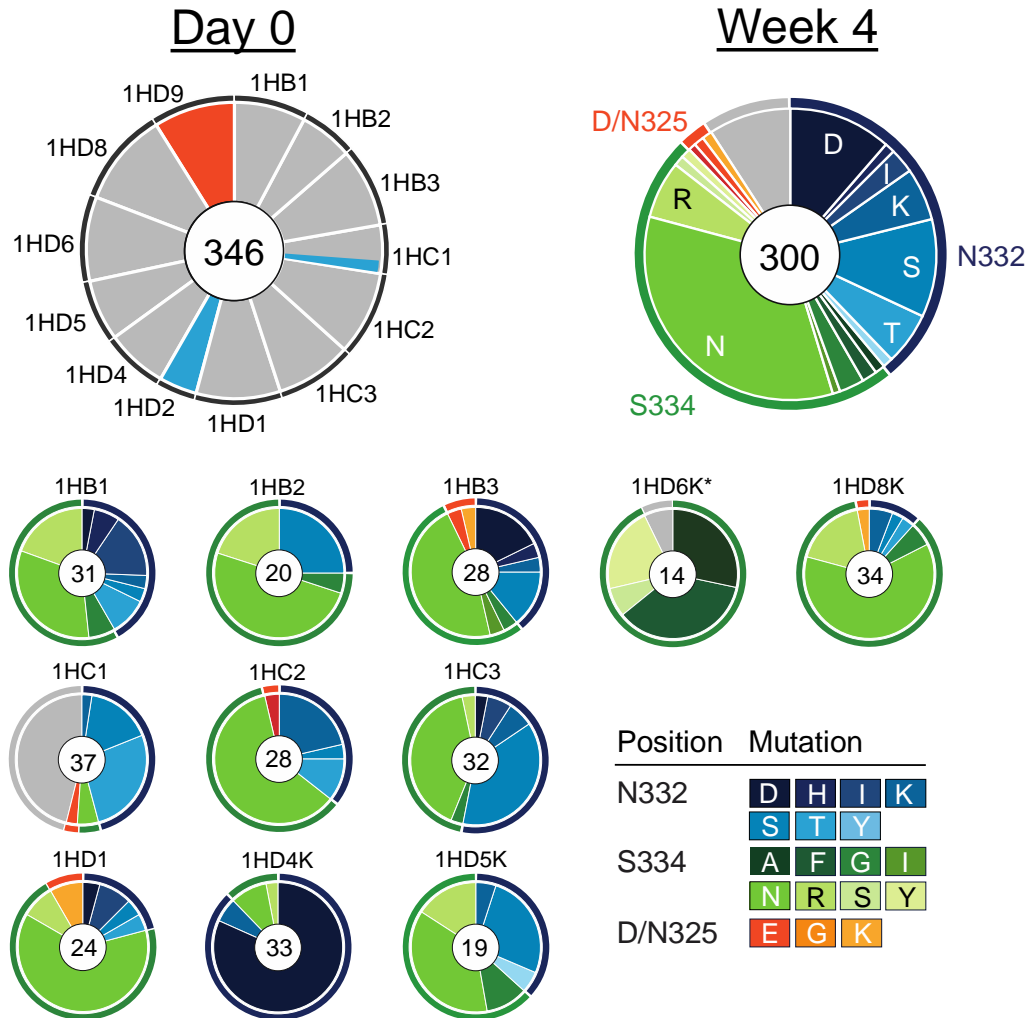 Day 0
Week 4
1HB1
1HB2
1HB3
1HC1
1HC2
1HC3
1HD1
1HD2
1HD4
1HD5
1HD6
1HD8
1HD9
346
D/N325
D
I
K
S
T
N332
N
R
S334
300
1HB1
31
1HB2
20
1HB3
28
1HD6K*
14
1HD8K
34
1HC1
37
1HC2
28
1HC3
32
1HD1
24
1HD4K
33
1HD5K
19
Position Mutation
N332 D H I K
S T Y
S334 A F G I
N R S Y
D/N325 E G K